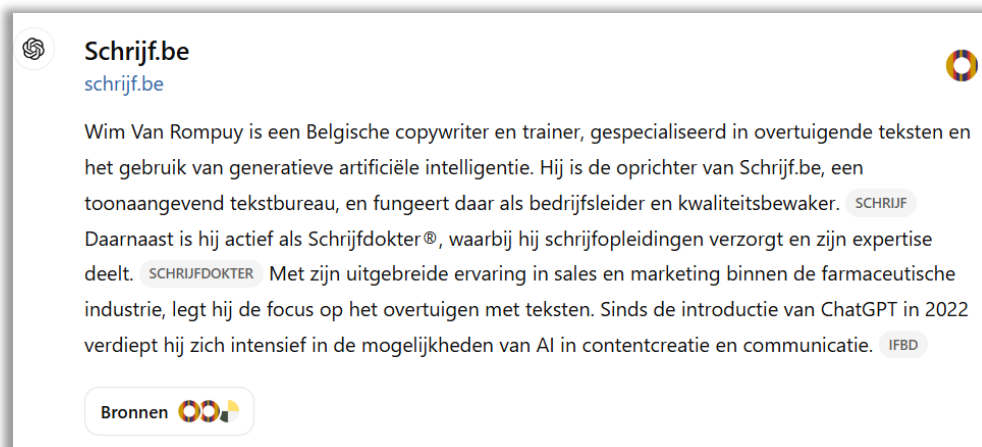 Schrijf.be
schrijf.be
Wim Van Rompuy is een Belgische copywriter en trainer, gespecialiseerd in overtuigende teksten en
het gebruik van generatieve artificiële intelligentie. Hij is de oprichter van Schrijf.be, een
toonaangevend tekstbureau, en fungeert daar als bedrijfsleider en kwaliteitsbewaker. SCHRIJF
Daarnaast is hij actief als Schrijfdokter®, waarbij hij schrijfopleidingen verzorgt en zijn expertise
deelt. SCHRIJFDOKTER Met zijn uitgebreide ervaring in sales en marketing binnen de farmaceutische
industrie, legt hij de focus op het overtuigen met teksten. Sinds de introductie van ChatGPT in 2022
verdiept hij zich intensief in de mogelijkheden van AI in contentcreatie en communicatie. IFBD
Bronnen